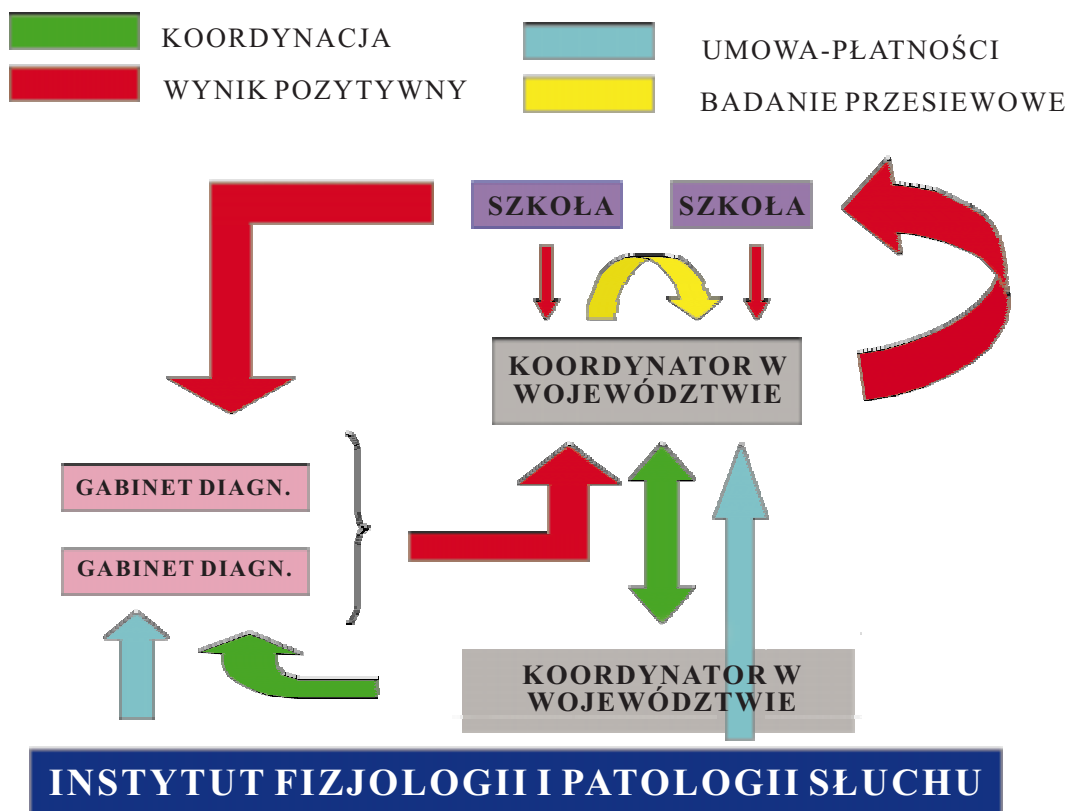 KOORDYNACJA
UMOWA-PŁATNOŚCI
WYNIK POZYTYWNY
BADANIE PRZESIEWOWE
SZKOŁA
SZKOŁA
KOORDYNATOR W
WOJEWÓDZTWIE
GABINET DIAGN.
GABINET DIAGN.
KOORDYNATOR W
WOJEWÓDZTWIE
INSTYTUT FIZJOLOGII I PATOLOGII SŁUCHU